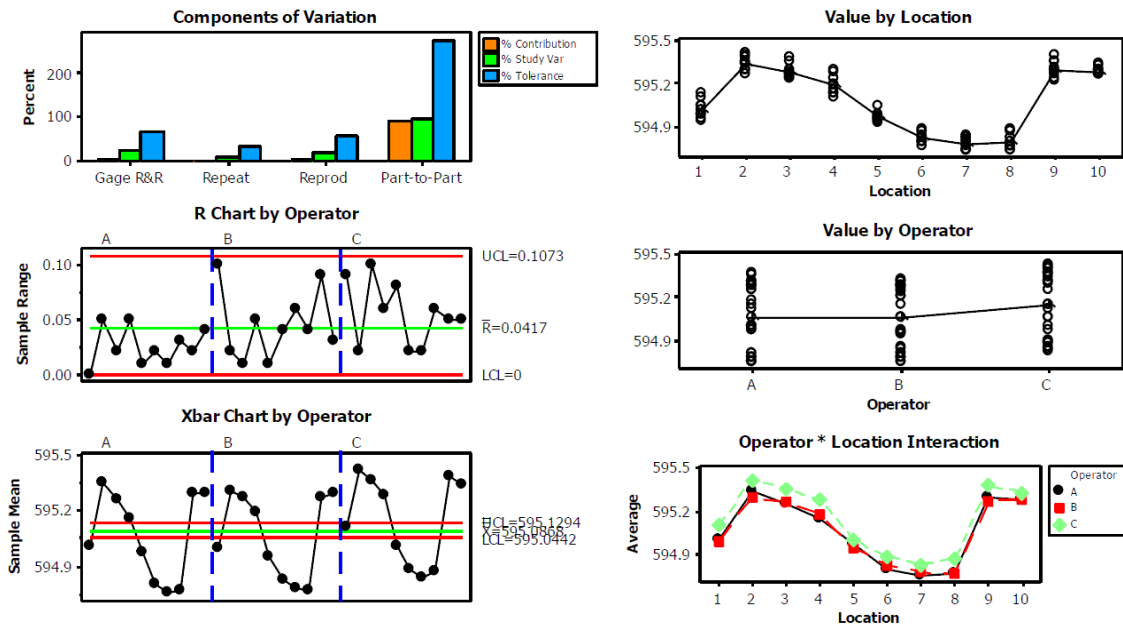 Components of Variation
Percent
200
100
0
Gage R&R Repeat Reprod Part-to-Part
% Contribution
% Study Var
% Tolerance
R Chart by Operator
A B C
Sample Range
0.10
0.05
0.00
UCL=0.1073
R=0.0417
LCL=0
Xbar Chart by Operator
A B C
Sample Mean
595.5
595.2
594.9
UCL=595.1294
X=595.0868
LCL=595.0442
Value by Location
595.5
595.2
594.9
1 2 3 4 5 6 7 8 9 10
Location
Value by Operator
595.5
595.2
594.9
A B C
Operator
Operator * Location Interaction
Average
595.5
595.2
594.9
1 2 3 4 5 6 7 8 9 10
Location
Operator
A
B
C